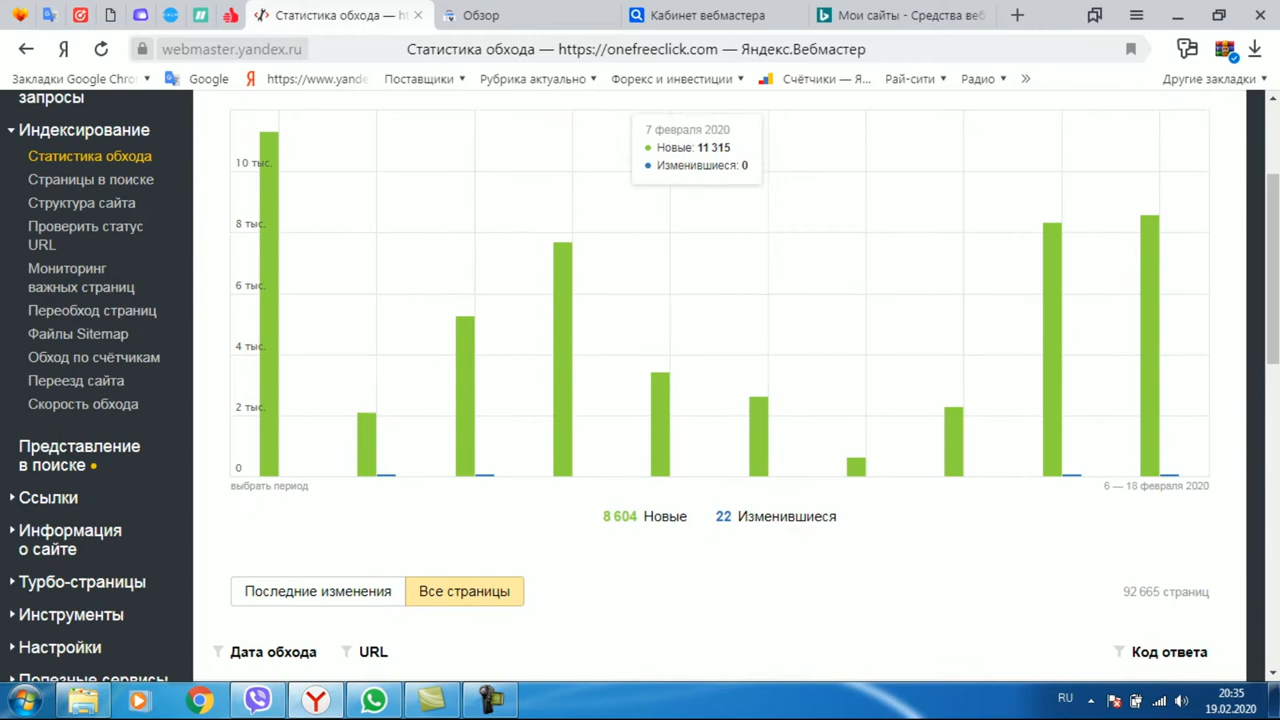 Статистика обхода — ht
Обзор
Кабинет вебмастера
Мои сайты - Средства веб
webmaster.yandex.ru
Статистика обхода — https://onefreeclick.com — Яндекс.Вебмастер
Закладки Google Chro
Google
https://www.yande
Поставщики
Рубрика актуально
Форекс и инвестиции
Счётчики — Я...
Рай-сити
Радио
Другие закладки
запросы
Индексирование
Статистика обхода
Страницы в поиске
Структура сайта
Проверить статус
URL
Мониторинг
важных страниц
Переобход страниц
Файлы Sitemap
Обход по счётчикам
Переезд сайта
Скорость обхода
Представление
в поиске
Ссылки
Информация
о сайте
Турбо-страницы
Инструменты
Настройки
Полезные сервисы
7 февраля 2020
Новые: 11 315
Изменившиеся: 0
10 тыс.
8 тыс.
6 тыс.
4 тыс.
2 тыс.
0
выбрать период
6 — 18 февраля 2020
8 604 Новые
22 Изменившиеся
Последние изменения
Все страницы
92 665 страниц
Дата обхода
URL
Код ответа
RU
20:35
19.02.2020